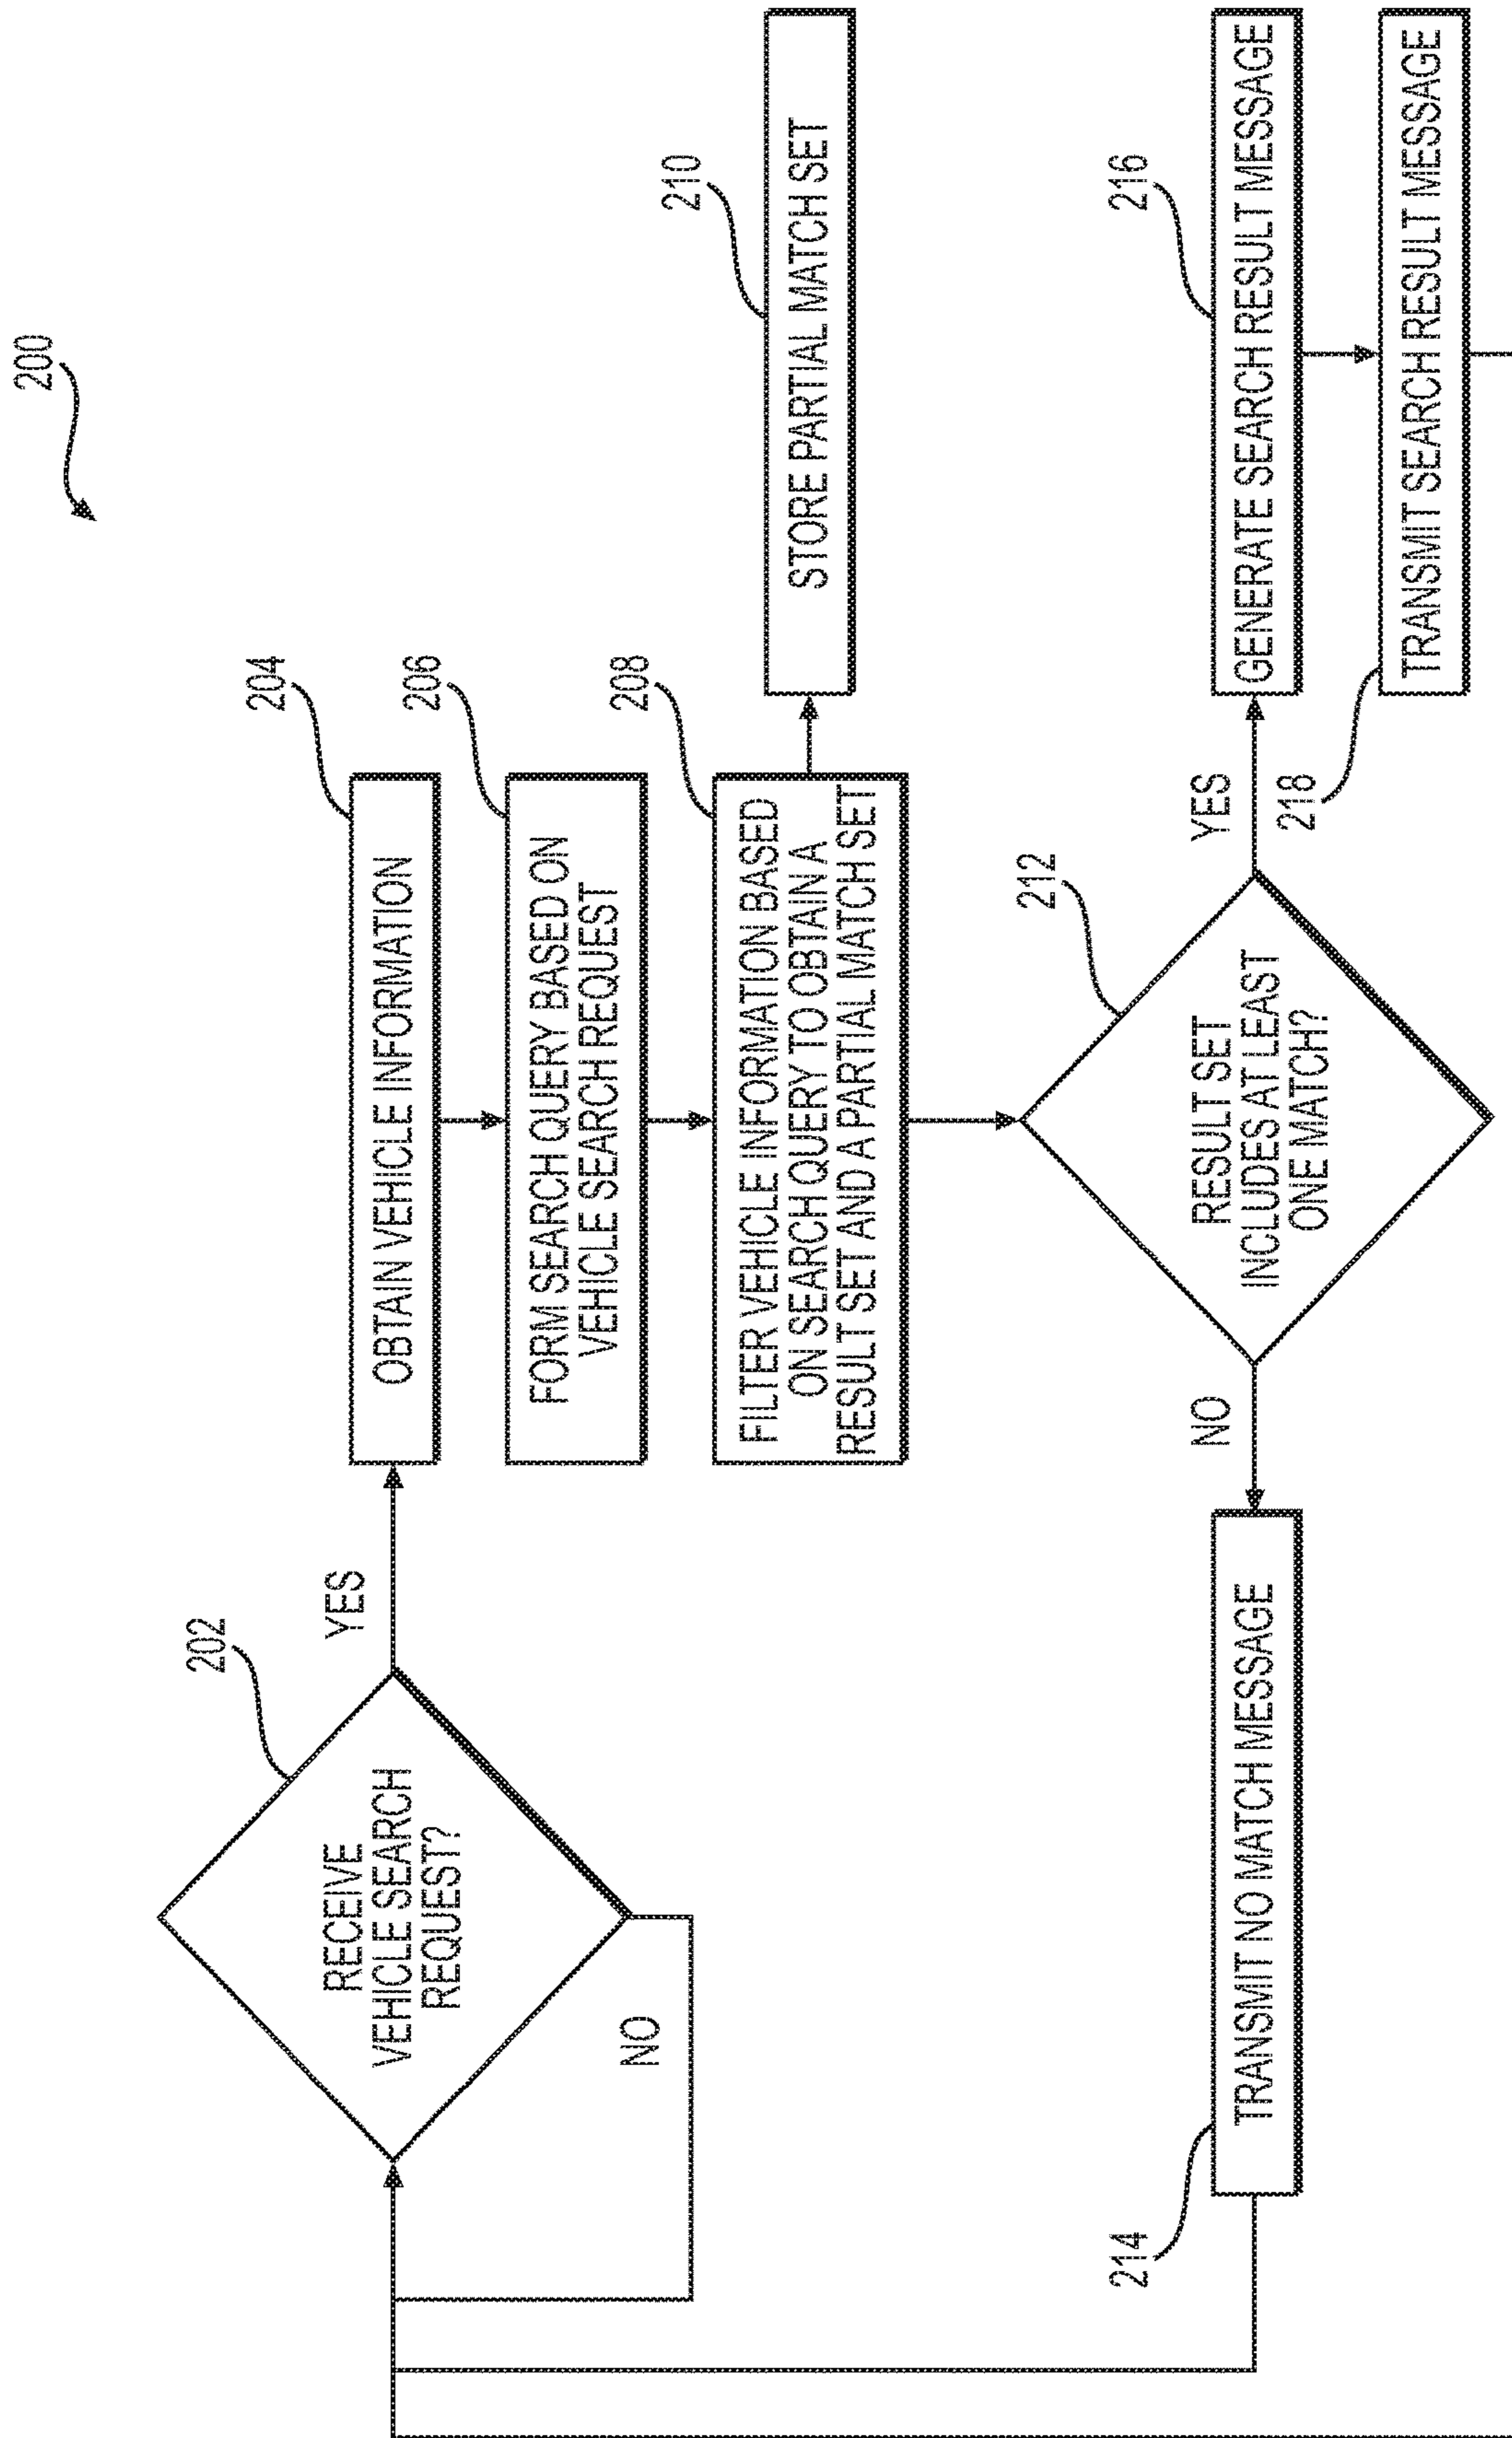 200
202
RECEIVE
VEHICLE SEARCH
REQUEST?
YES
NO
204
OBTAIN VEHICLE INFORMATION
206
FORM SEARCH QUERY BASED ON
VEHICLE SEARCH REQUEST
208
FILTER VEHICLE INFORMATION BASED
ON SEARCH QUERY TO OBTAIN A
RESULT SET AND A PARTIAL MATCH SET
210
STORE PARTIAL MATCH SET
212
RESULT SET
INCLUDES AT LEAST
ONE MATCH?
NO
YES
214
TRANSMIT NO MATCH MESSAGE
216
GENERATE SEARCH RESULT MESSAGE
218
TRANSMIT SEARCH RESULT MESSAGE